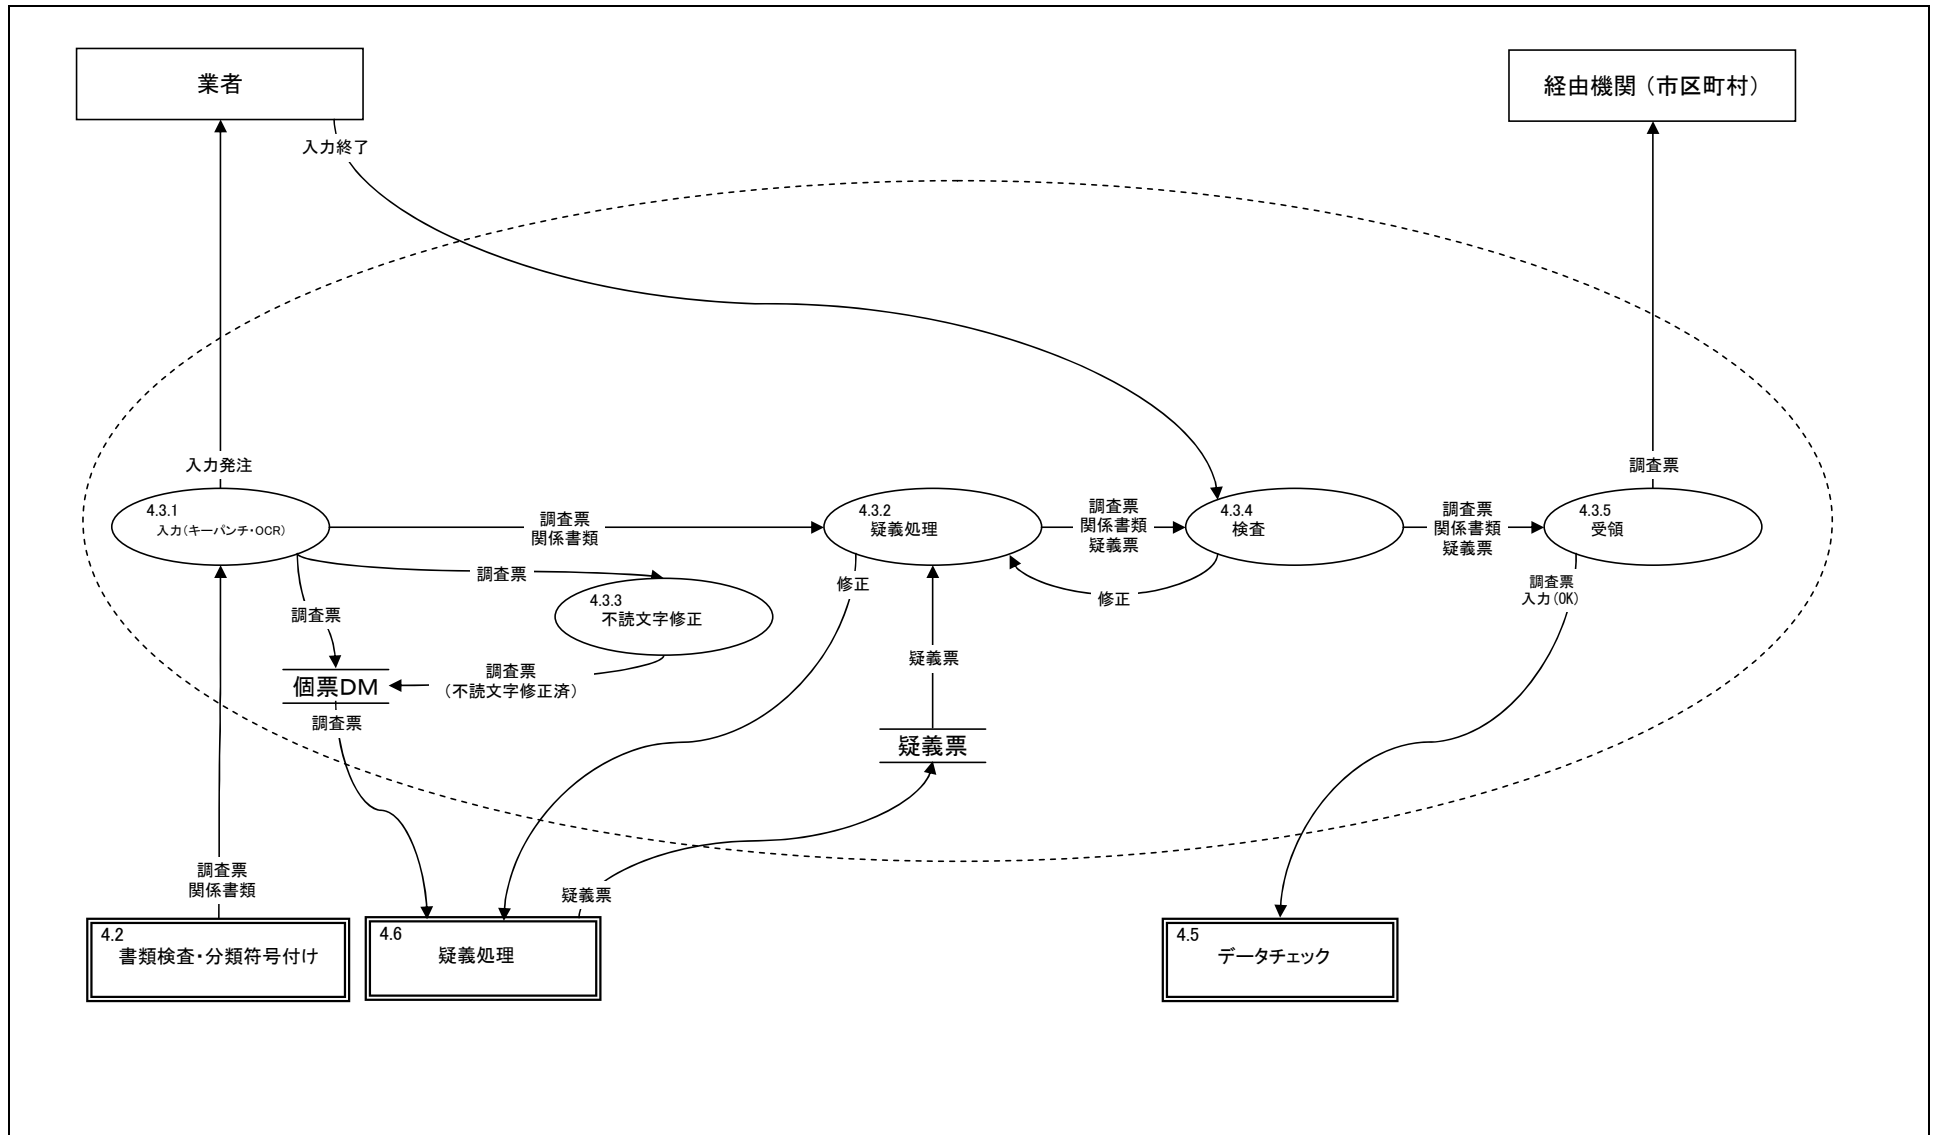 業者
経由機関（市区町村）
入力終了
入力発注
調査票
4.3.1
入力（キーパンチ・OCR）
調査票
関係書類
4.3.2
疑義処理
調査票
関係書類
疑義票
4.3.4
検査
調査票
関係書類
疑義票
4.3.5
受領
調査票
4.3.3
不読文字修正
修正
修正
調査票
入力（OK）
調査票
疑義票
調査票
（不読文字修正済）
個票DM
調査票
疑義票
調査票
関係書類
疑義票
4.2
書類検査・分類符号付け
4.6
疑義処理
4.5
データチェック